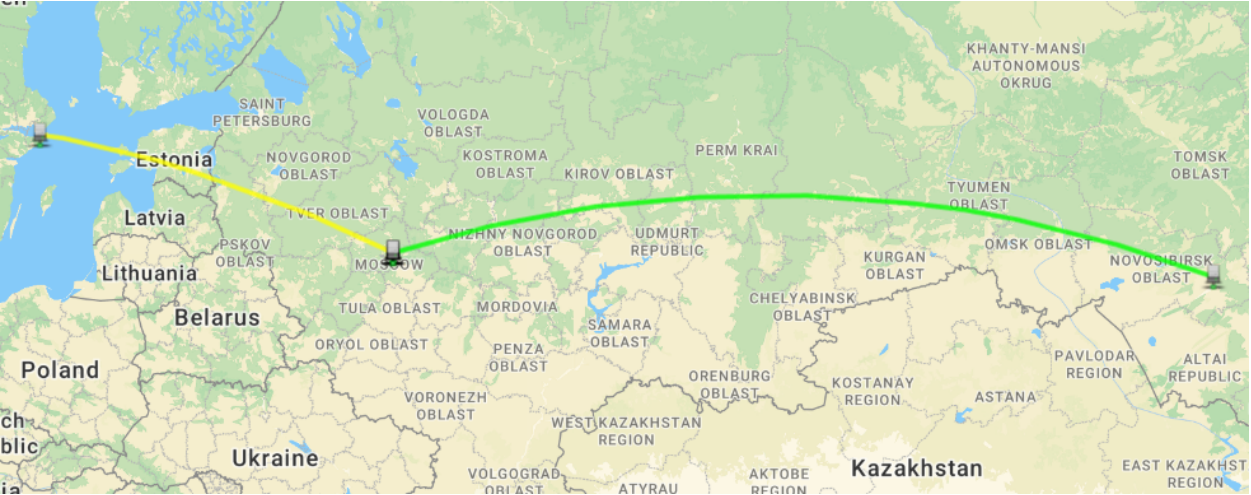 KHANTY-MANSI
AUTONOMOUS
OKRUG
SAINT
PETERSBURG
VOLOGDA
OBLAST
Estonia
NOVGOROD
OBLAST
KOSTROMA
OBLAST
KIROV OBLAST
PERM KRAI
TOMSK
OBLAST
TYUMEN
OBLAST
Latvia
TVER OBLAST
PSKOV
OBLAST
MOSCOW
NIZHNY NOVGOROD
OBLAST
UDMURT
REPUBLIC
KURGAN
OBLAST
OMSK OBLAST
NOVOSIBIRSK
OBLAST
Lithuania
Belarus
TULA OBLAST
MORDOVIA
CHELYABINSK
OBLAST
SAMARA
OBLAST
ORYOL OBLAST
PENZA
OBLAST
Poland
PAVLODAR
REGION
ALTAI
REPUBLIC
ORENBURG
OBLAST
KOSTANAY
REGION
ASTANA
VORONEZH
OBLAST
WEST KAZAKHSTAN
REGION
ch
blic
Ukraine
Kazakhstan
VOLGOGRAD
OBLAST
ATYRAU
AKTOBE
REGION
EAST KAZAKHST
REGION